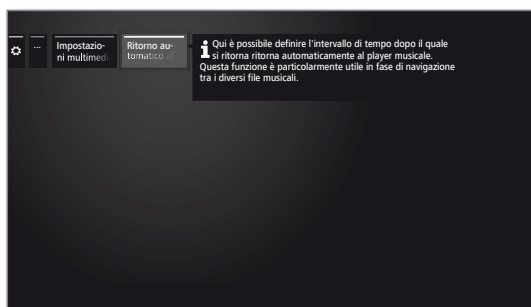 ...
Impostazio-
ni multimedi
Ritorno au-
tomatico al
Qui è possibile definire l'intervallo di tempo dopo il quale
si ritorna ritorna automaticamente al player musicale.
Questa funzione è particolarmente utile in fase di navigazione
tra i diversi file musicali.